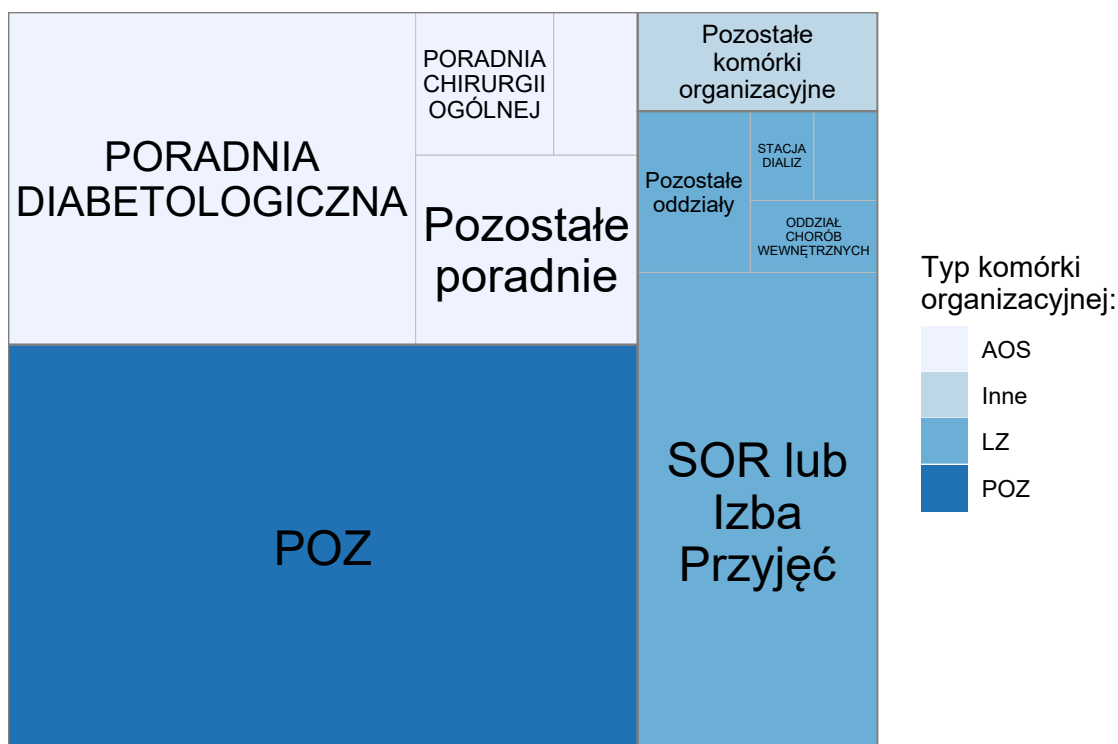 PORADNIA
DIABETOLOGICZNA
PORADNIA
CHIRURGII
OGÓLNEJ
Pozostałe
poradnie
POZ
Pozostałe
komórki
organizacyjne
Pozostałe
oddziały
STACJA
DIALIZ
ODDZIAŁ
CHORÓB
WEWNĘTRZNYCH
SOR lub
Izba
Przyjęć
Typ komórki
organizacyjnej:
AOS
Inne
LZ
POZ